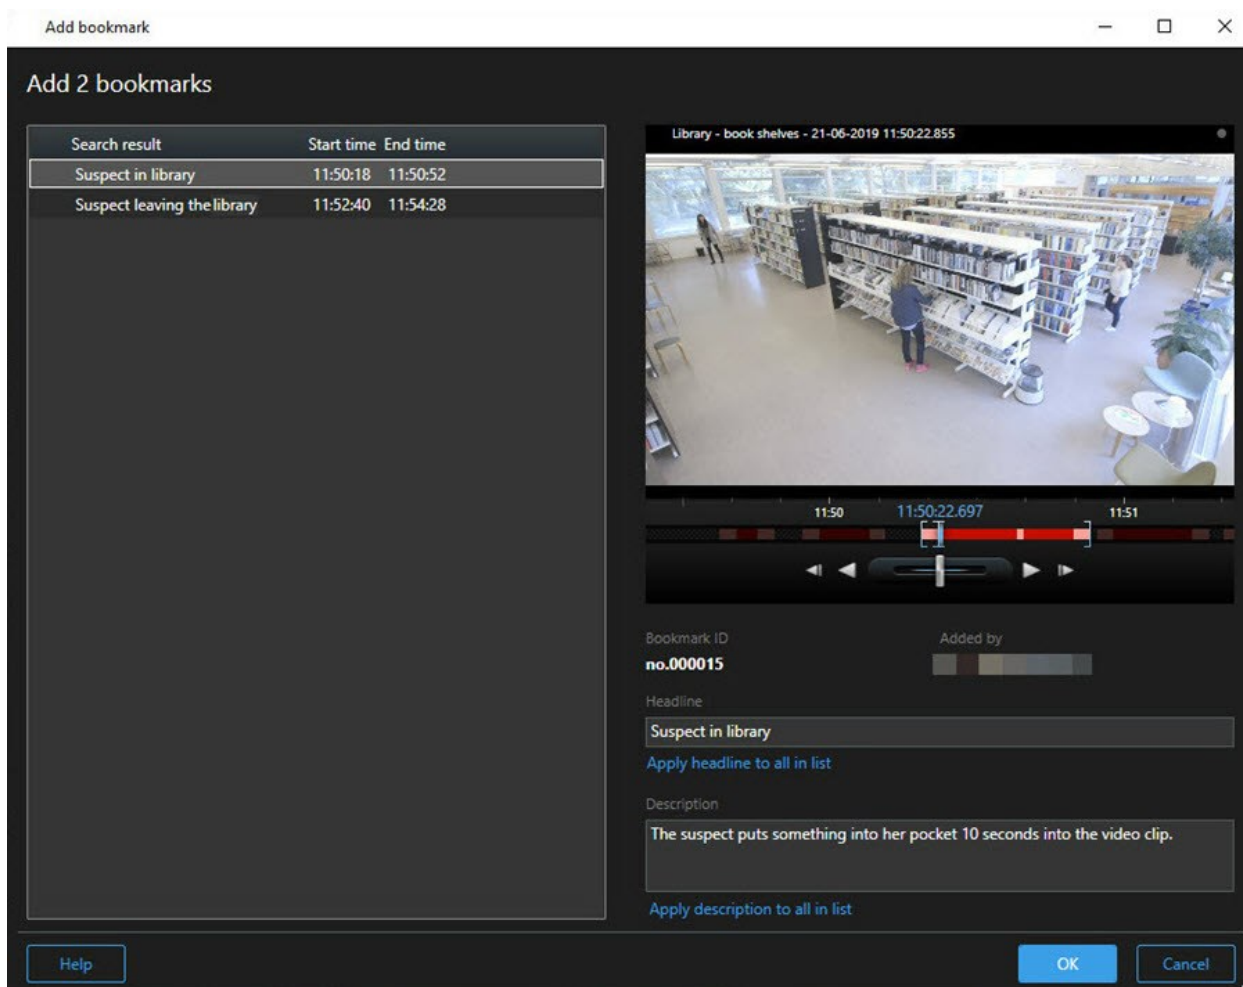 Add bookmark
Add 2 bookmarks
Search result Start time End time
Suspect in library 11:50:18 11:50:52
Suspect leaving the library 11:52:40 11:54:28
Library - book shelves - 21-06-2019 11:50:22.855
11:50 11:50:22.697 11:51
Bookmark ID Added by
no.000015
Headline
Suspect in library
Apply headline to all in list
Description
The suspect puts something into her pocket 10 seconds into the video clip.
Apply description to all in list
Help OK Cancel